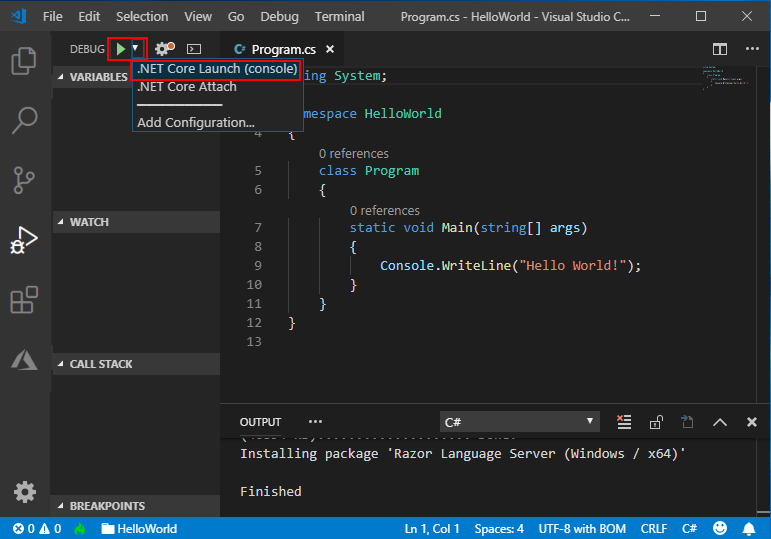 File Edit Selection View Go Debug Terminal Program.cs - HelloWorld - Visual Studio C...
DEBUG
C# Program.cs
VARIABLES
.NET Core Launch (console)
.NET Core Attach
Add Configuration...
ing System;
mespace HelloWorld
4 {
0 references
5 class Program
6 {
0 references
7 static void Main(string[] args)
8 {
9 Console.WriteLine("Hello World!");
10 }
11 }
12 }
13
WATCH
CALL STACK
BREAKPOINTS
OUTPUT ... C#
Installing package 'Razor Language Server (Windows / x64)'
Finished
0 0 HelloWorld Ln 1, Col 1 Spaces: 4 UTF-8 with BOM CRLF C#